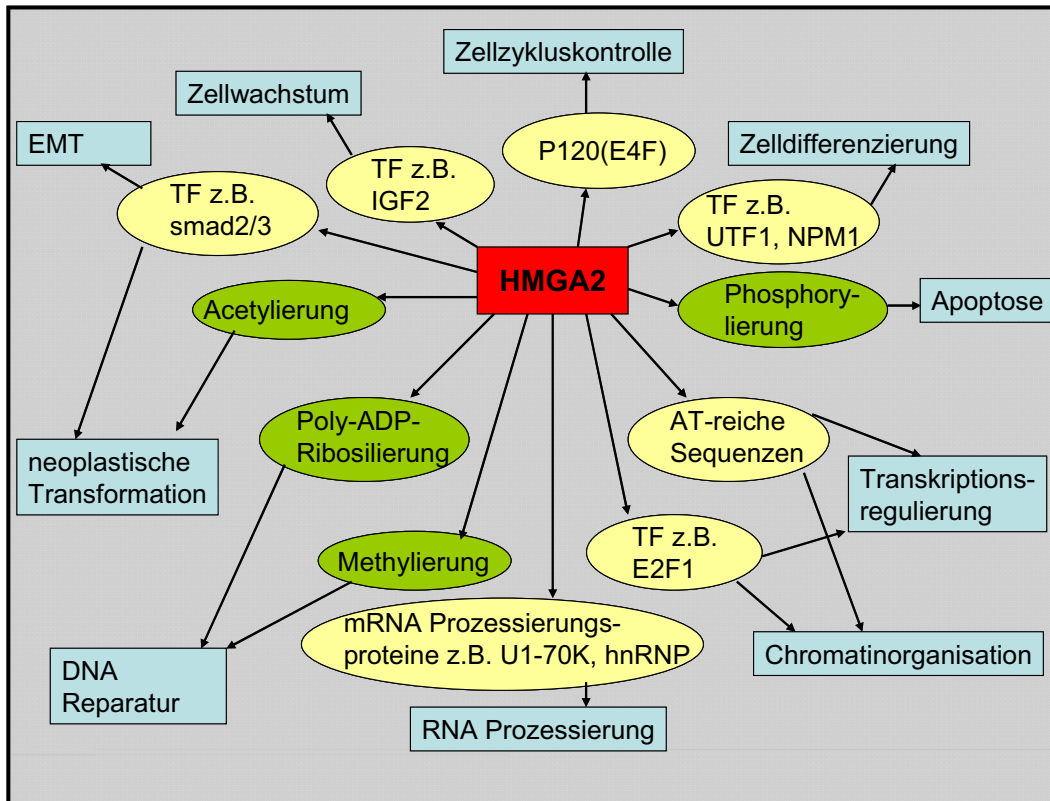 Zellzykluskontrolle
Zellwachstum
EMT
P120(E4F)
Zelldifferenzierung
TF z.B.
IGF2
TF z.B.
smad2/3
TF z.B.
UTF1, NPM1
HMGA2
Acetylierung
Phosphory-
lierung
Apoptose
Poly-ADP-
Ribosilierung
AT-reiche
Sequenzen
neoplastische
Transformation
Transkriptions-
regulierung
TF z.B.
E2F1
Methylierung
mRNA Prozessierungs-
proteine z.B. U1-70K, hnRNP
Chromatinorganisation
DNA
Reparatur
RNA Prozessierung